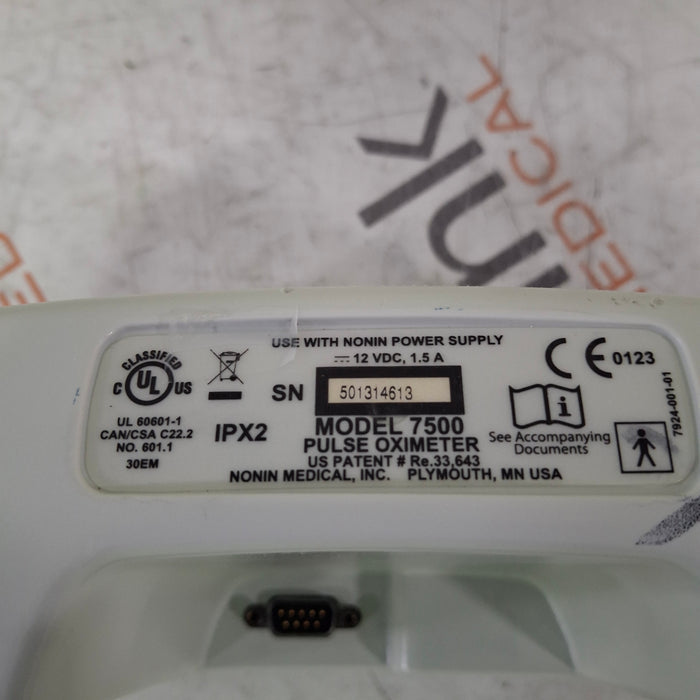 ink
MEDICAL
EDICAL
USE WITH NONIN POWER SUPPLY
12 VDC, 1.5 A
CLASSIFIED
C UL US
UL 60601-1
CAN/CSA C22.2
NO. 601.1
30EM
IPX2
SN 501314613
MODEL 7500
PULSE OXIMETER
US PATENT # Re.33,643
NONIN MEDICAL, INC. PLYMOUTH, MN USA
CE 0123
i
See Accompanying
Documents
7924-001-01